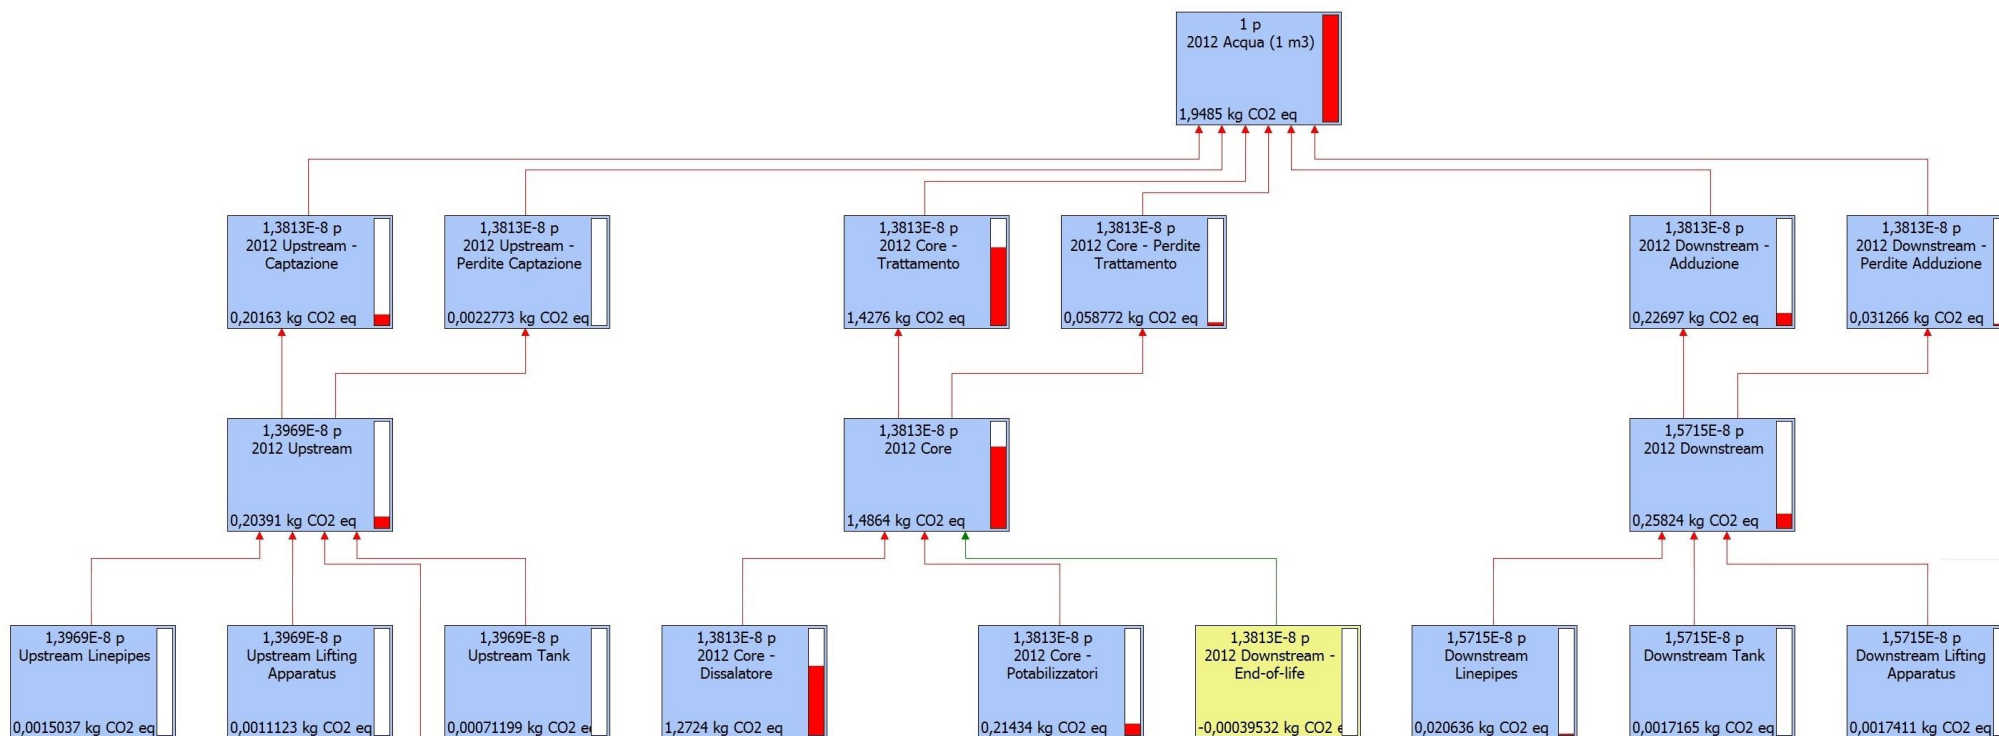 1 p
2012 Acqua (1 m3)
1,9485 kg CO2 eq
1,3813E-8 p
2012 Upstream -
Captazione
0,20163 kg CO2 eq
1,3813E-8 p
2012 Upstream -
Perdite Captazione
0,0022773 kg CO2 eq
1,3813E-8 p
2012 Core -
Trattamento
1,4276 kg CO2 eq
1,3813E-8 p
2012 Core - Perdite
Trattamento
0,058772 kg CO2 eq
1,3813E-8 p
2012 Downstream -
Adduzione
0,22697 kg CO2 eq
1,3813E-8 p
2012 Downstream -
Perdite Adduzione
0,031266 kg CO2 eq
1,3969E-8 p
2012 Upstream
0,20391 kg CO2 eq
1,3813E-8 p
2012 Core
1,4864 kg CO2 eq
1,5715E-8 p
2012 Downstream
0,25824 kg CO2 eq
1,3969E-8 p
Upstream Linepipes
0,0015037 kg CO2 eq
1,3969E-8 p
Upstream Lifting
Apparatus
0,0011123 kg CO2 eq
1,3969E-8 p
Upstream Tank
0,00071199 kg CO2 e
1,3813E-8 p
2012 Core -
Dissalatore
1,2724 kg CO2 eq
1,3813E-8 p
2012 Core -
Potabilizzatori
0,21434 kg CO2 eq
1,3813E-8 p
2012 Downstream -
End-of-life
-0,00039532 kg CO2 e
1,5715E-8 p
Downstream
Linepipes
0,020636 kg CO2 eq
1,5715E-8 p
Downstream Tank
0,0017165 kg CO2 eq
1,5715E-8 p
Downstream Lifting
Apparatus
0,0017411 kg CO2 eq